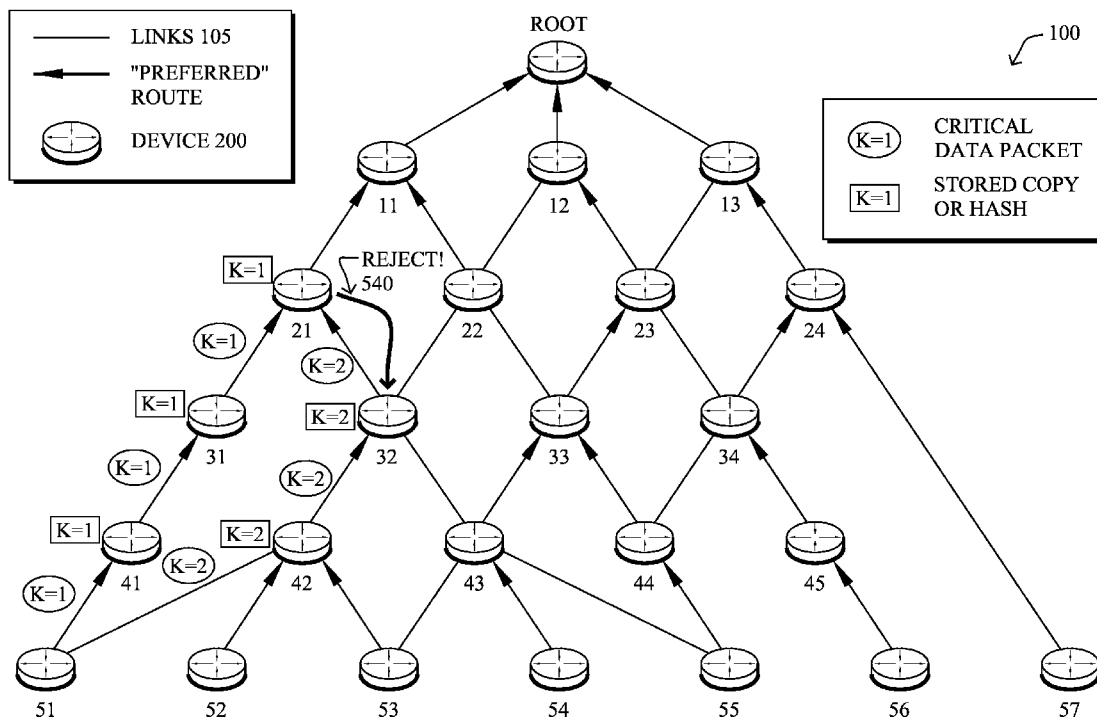 LINKS 105
"PREFERRED"
ROUTE
DEVICE 200
ROOT
100
K=1
CRITICAL
DATA PACKET
K=1
STORED COPY
OR HASH
11
12
13
REJECT!
540
K=1
21
22
23
24
K=1
K=2
K=1
K=2
31
32
33
34
K=1
K=2
K=1
K=2
41
K=2
42
43
44
45
K=1
51
52
53
54
55
56
57